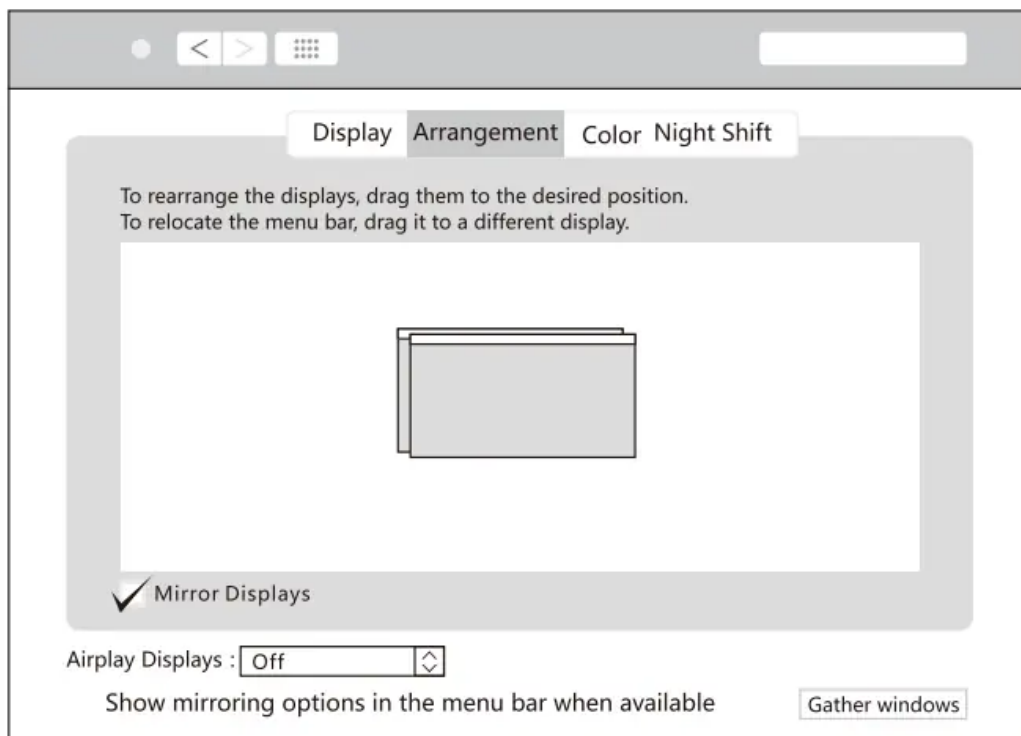 Display Arrangement Color Night Shift
To rearrange the displays, drag them to the desired position.
To relocate the menu bar, drag it to a different display.
Mirror Displays
Airplay Displays : Off
Show mirroring options in the menu bar when available
Gather windows